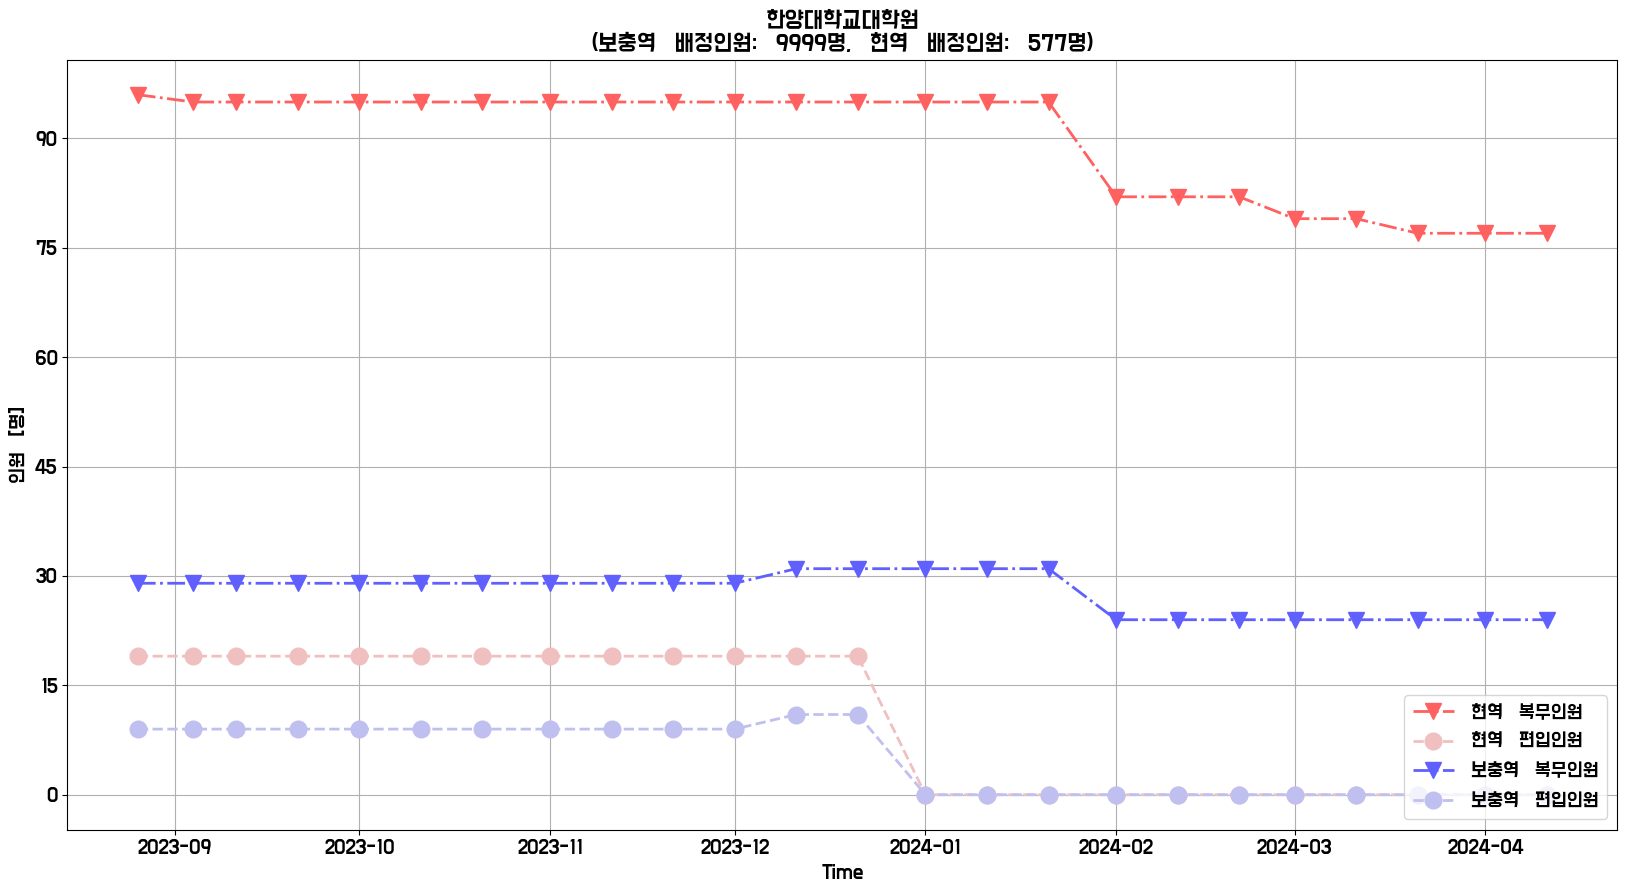 한양대학교대학원
(보충역 배정인원: 9999명, 현역 배정인원: 577명)
인원 [명]
90
75
60
45
30
15
0
현역 복무인원
현역 편입인원
보충역 복무인원
보충역 편입인원
2023-09 2023-10 2023-11 2023-12 2024-01 2024-02 2024-03 2024-04
Time